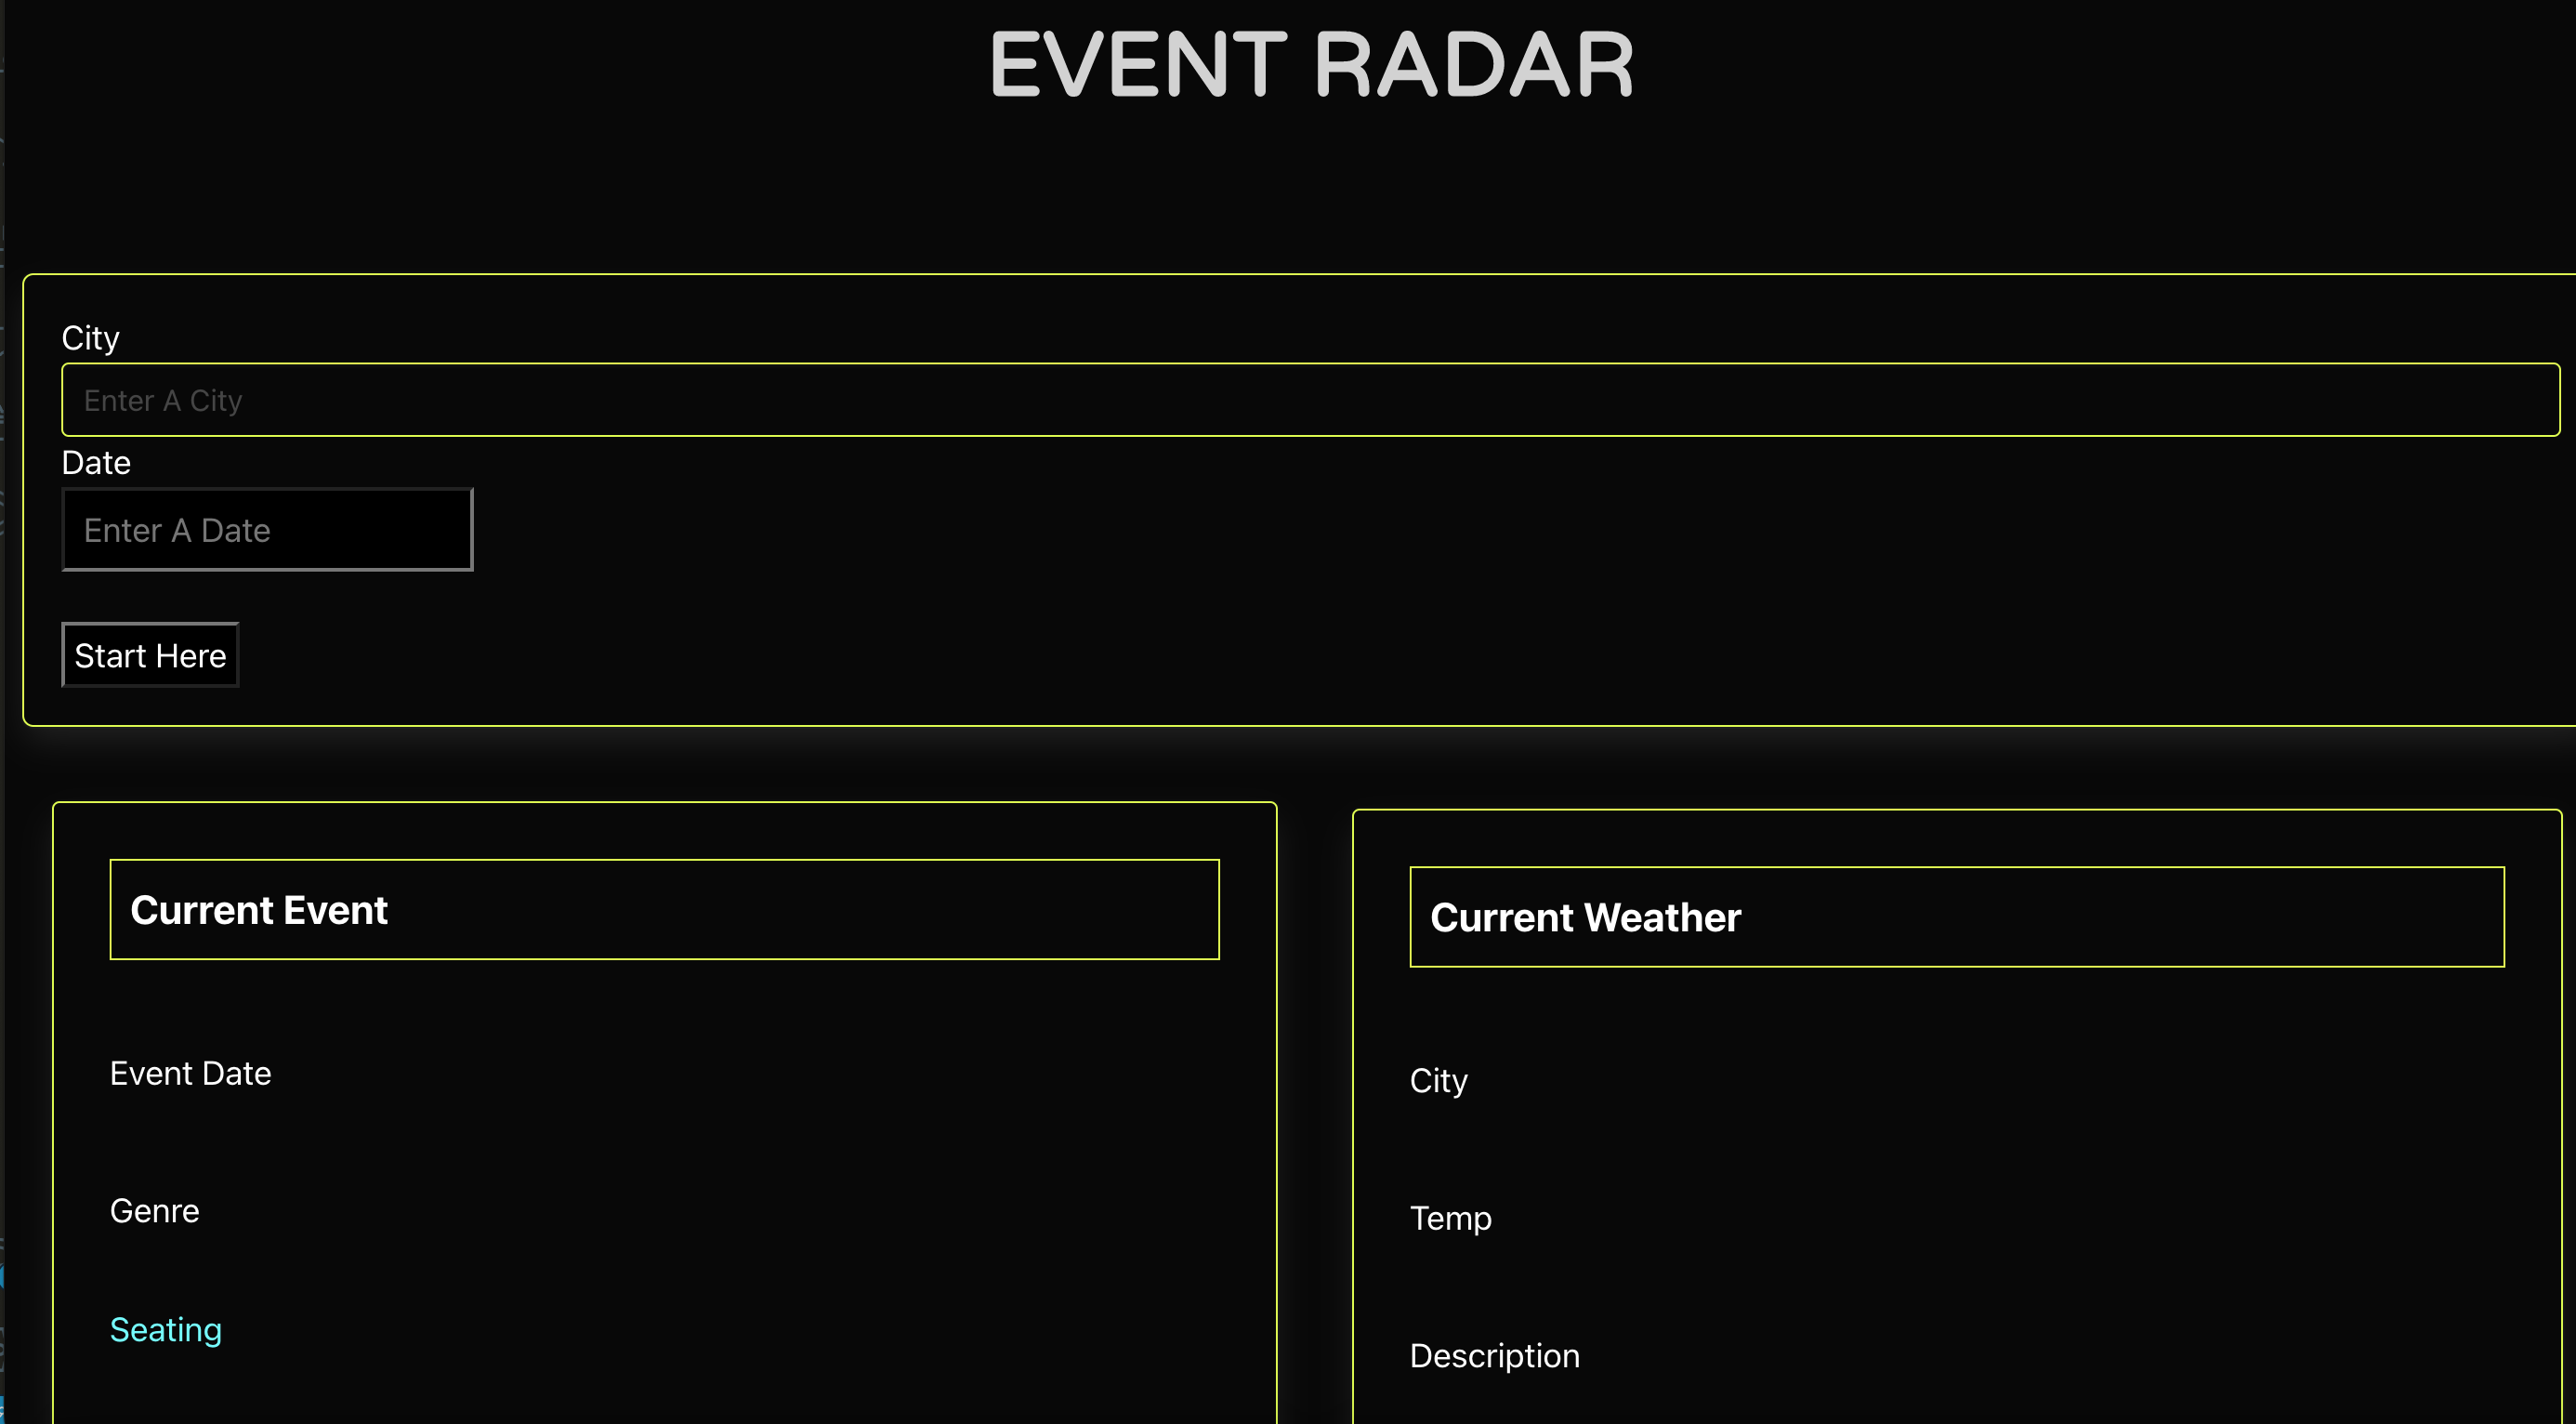 EVENT RADAR
City
Enter A City
Date
Enter A Date
Start Here
Current Event
Event Date
Genre
Seating
Current Weather
City
Temp
Description